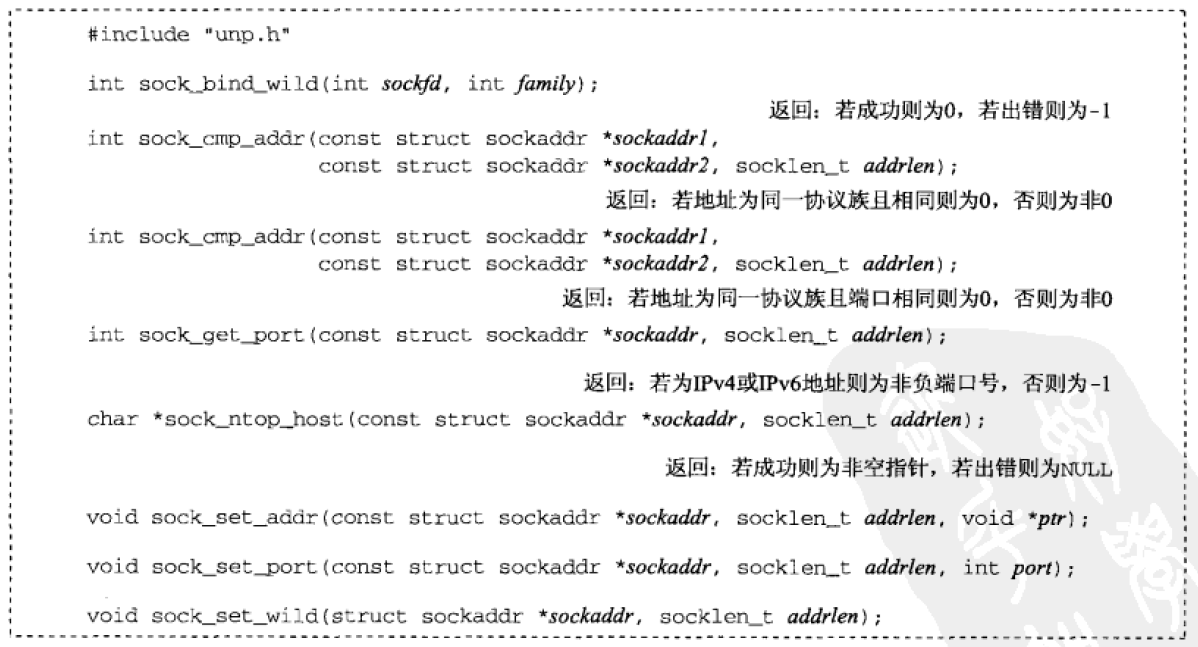 #include "unp.h"
int sock_bind_wild(int sockfd, int family);
返回：若成功则为0，若出错则为-1
int sock_cmp_addr(const struct sockaddr *sockaddr1,
const struct sockaddr *sockaddr2, socklen_t addrlen);
返回：若地址为同一协议族且相同则为0，否则为非0
int sock_cmp_addr(const struct sockaddr *sockaddr1,
const struct sockaddr *sockaddr2, socklen_t addrlen);
返回：若地址为同一协议族且端口相同则为0，否则为非0
int sock_get_port(const struct sockaddr *sockaddr, socklen_t addrlen);
返回：若为IPv4或IPv6地址则为非负端口号，否则为-1
char *sock_ntop_host(const struct sockaddr *sockaddr, socklen_t addrlen);
返回：若成功则为非空指针，若出错则为NULL
void sock_set_addr(const struct sockaddr *sockaddr, socklen_t addrlen, void *ptr);
void sock_set_port(const struct sockaddr *sockaddr, socklen_t addrlen, int port);
void sock_set_wild(struct sockaddr *sockaddr, socklen_t addrlen);